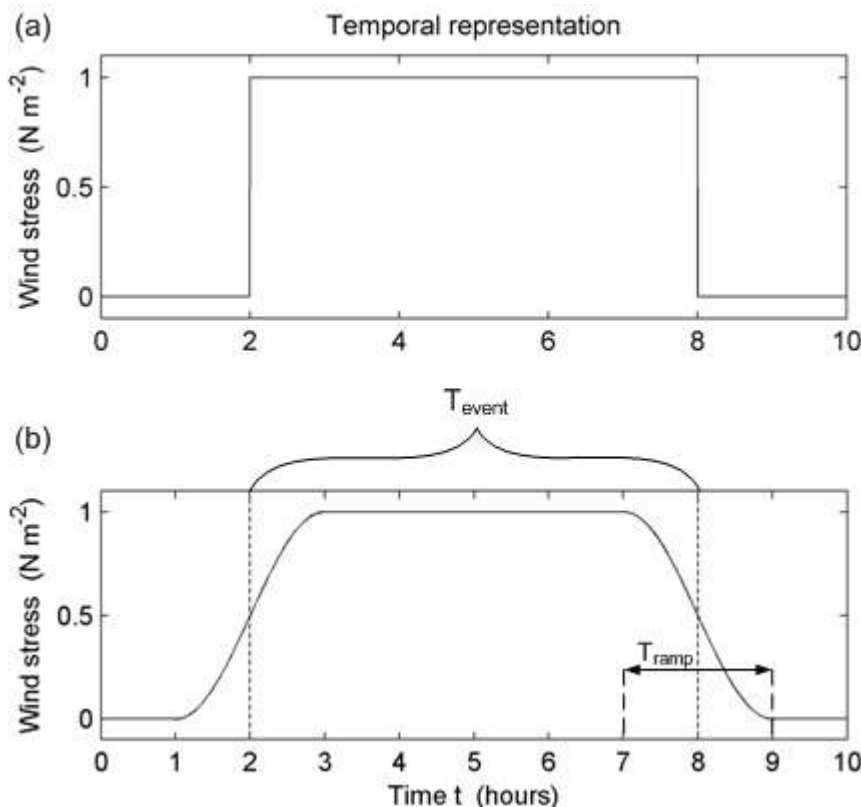 (a) Temporal representation
Wind stress (N m-2)
1
0.5
0
0 2 4 6 8 10
Tevent
(b)
Wind stress (N m-2)
1
0.5
0
Tramp
0 1 2 3 4 5 6 7 8 9 10
Time t (hours)